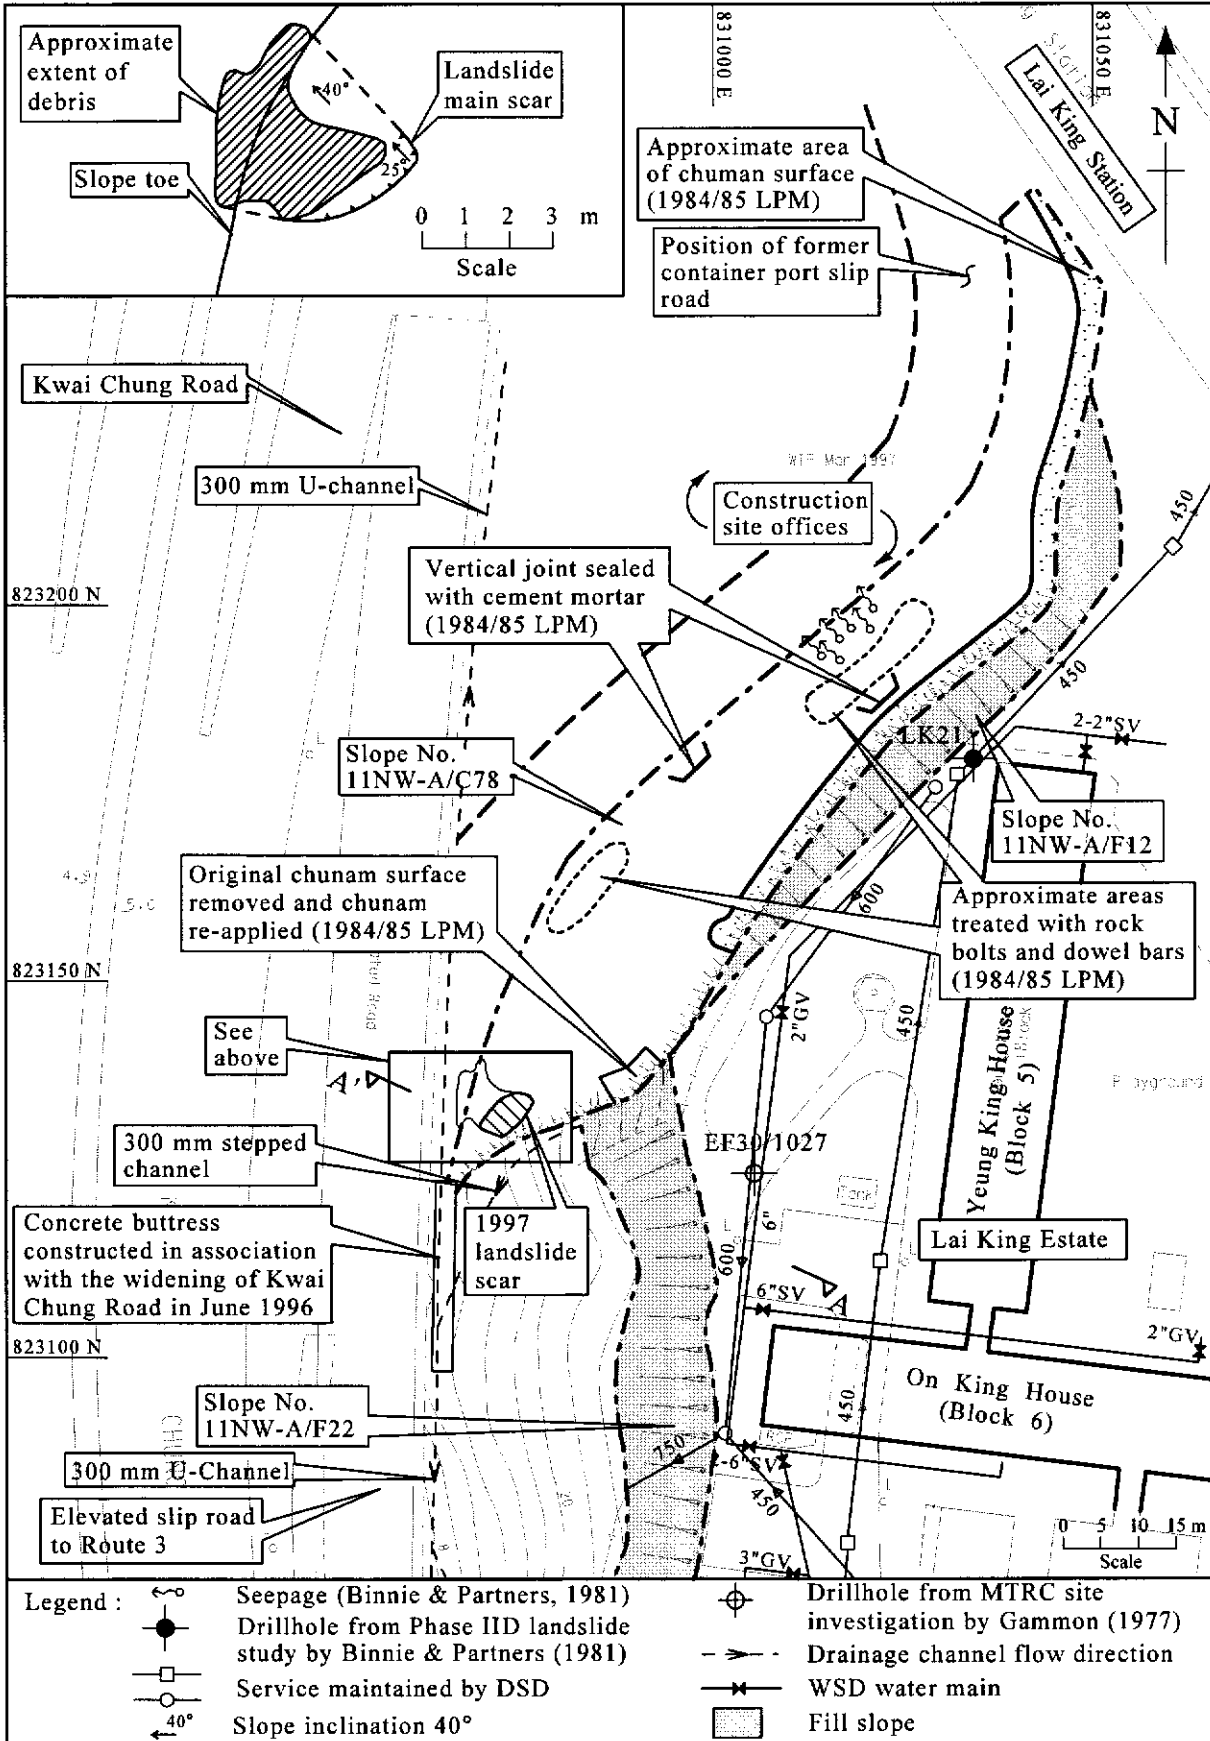 Approximate
extent of
debris
40°
Landslide
main scar
25°
Slope toe
0 1 2 3 m
Scale
831000 E
831050 E
Lai King Station
N
Approximate area
of chuman surface
(1984/85 LPM)
Position of former
container port slip
road
Kwai Chung Road
300 mm U-channel
WIF Mar 1997
Construction
site offices
450
Vertical joint sealed
with cement mortar
(1984/85 LPM)
823200 N
450
2-2"SV
LK21
Slope No.
11NW-A/C78
Slope No.
11NW-A/F12
Original chunam surface
removed and chunam
re-applied (1984/85 LPM)
4.9
5.0
600
Approximate areas
treated with rock
bolts and dowel bars
(1984/85 LPM)
823150 N
2"GV
450
See
above
A'
Yeung King House
(Block 5)
Playground
300 mm stepped
channel
EF30/1027
Tank
6"
600
1997
landslide
scar
Lai King Estate
Concrete buttress
constructed in association
with the widening of Kwai
Chung Road in June 1996
A
6"SV
2"GV
823100 N
On King House
(Block 6)
450
Slope No.
11NW-A/F22
750
300 mm U-Channel
-6"SV
450
20
Elevated slip road
to Route 3
0 5 10 15 m
Scale
3"GV
Legend :
Seepage (Binnie & Partners, 1981)
Drillhole from Phase IID landslide
study by Binnie & Partners (1981)
Service maintained by DSD
40°
Slope inclination 40°
Drillhole from MTRC site
investigation by Gammon (1977)
Drainage channel flow direction
WSD water main
Fill slope